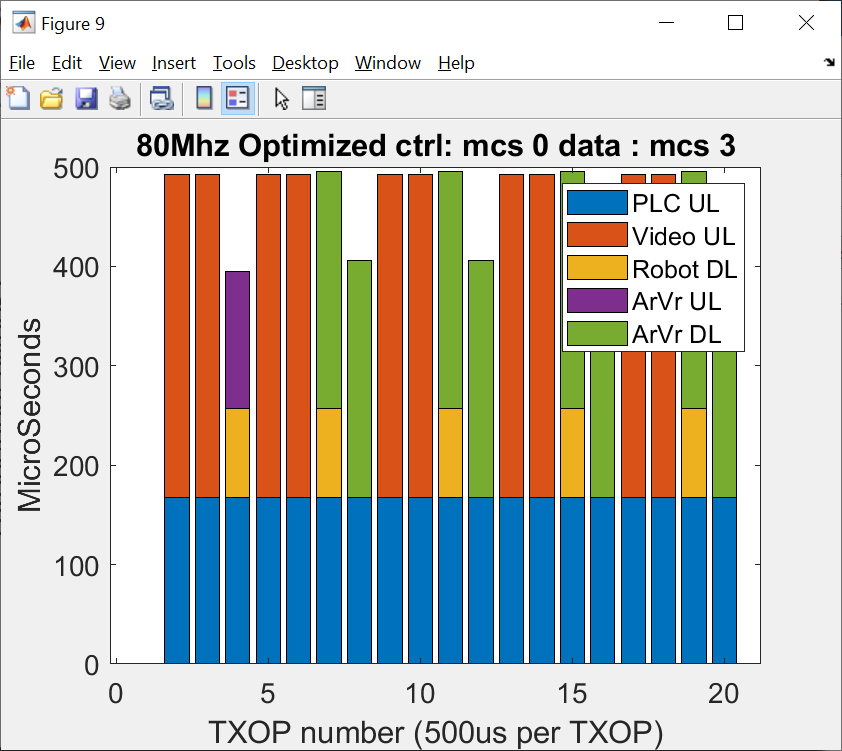 Figure 9
File Edit View Insert Tools Desktop Window Help
80Mhz Optimized ctrl: mcs 0 data : mcs 3
500
400
300
200
100
0
MicroSeconds
PLC UL
Video UL
Robot DL
ArVr UL
ArVr DL
0 5 10 15 20
TXOP number (500us per TXOP)